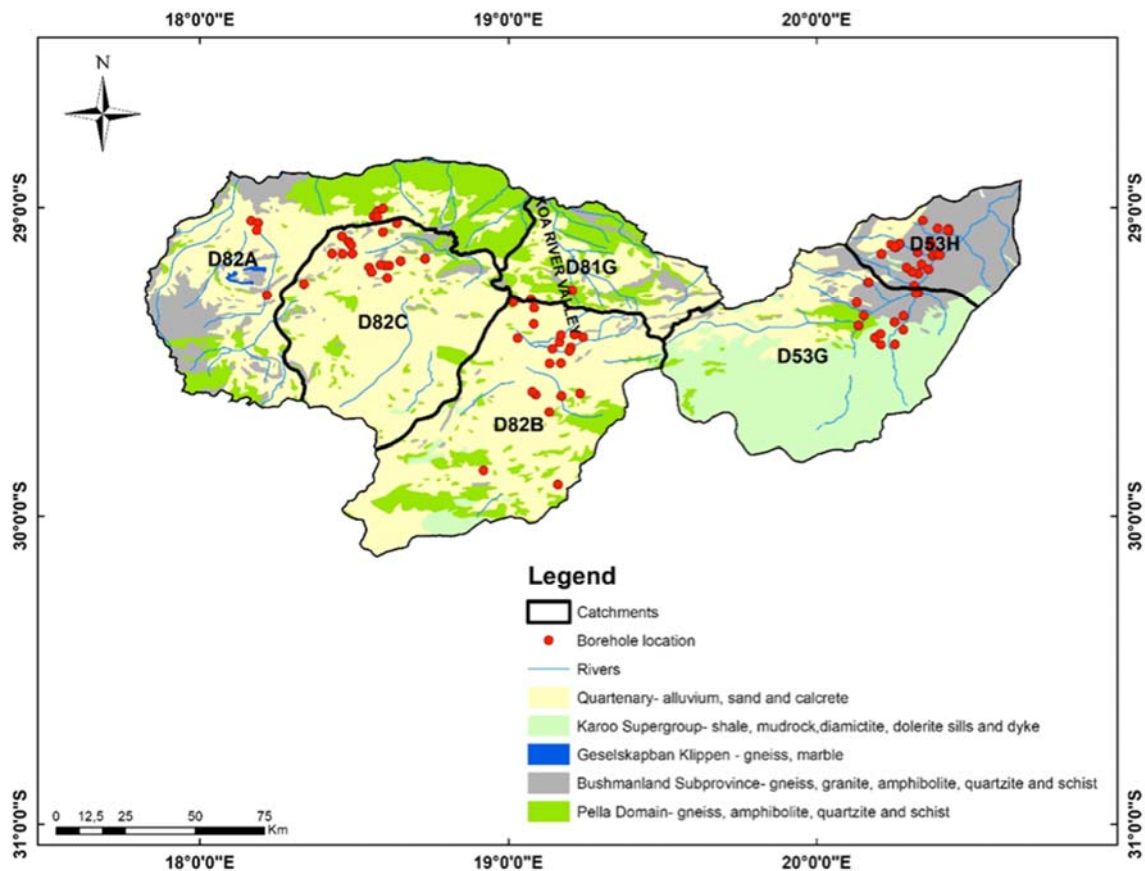 18°0'0"E 19°0'0"E 20°0'0"E
N
29°0'0"S 29°0'0"S
KOA RIVER VALLEY
D53H
D82A
D81G
D82C
D53G
D82B
30°0'0"S 30°0'0"S
Legend
Catchments
Borehole location
Rivers
Quartenary- alluvium, sand and calcrete
Karoo Supergroup- shale, mudrock,diamictite, dolerite sills and dyke
Geselskapban Klippen - gneiss, marble
Bushmanland Subprovince- gneiss, granite, amphibolite, quartzite and schist
Pella Domain- gneiss, amphibolite, quartzite and schist
0 12,5 25 50 75
Km
31°0'0"S 31°0'0"S
18°0'0"E 19°0'0"E 20°0'0"E